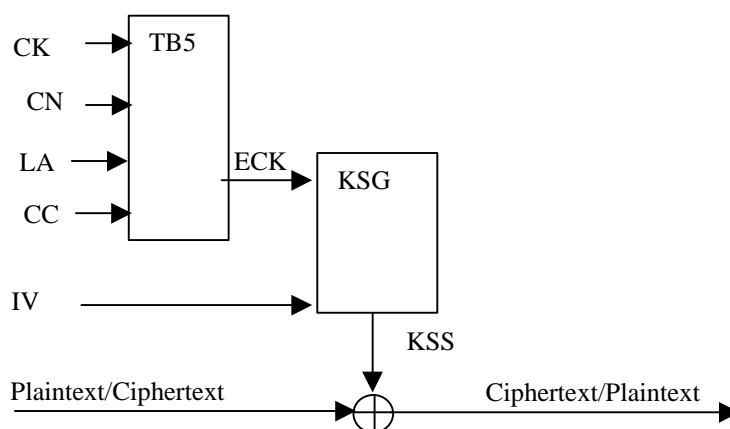 CK
TB5
CN
LA
ECK
KSG
CC
IV
KSS
Plaintext/Ciphertext
Ciphertext/Plaintext